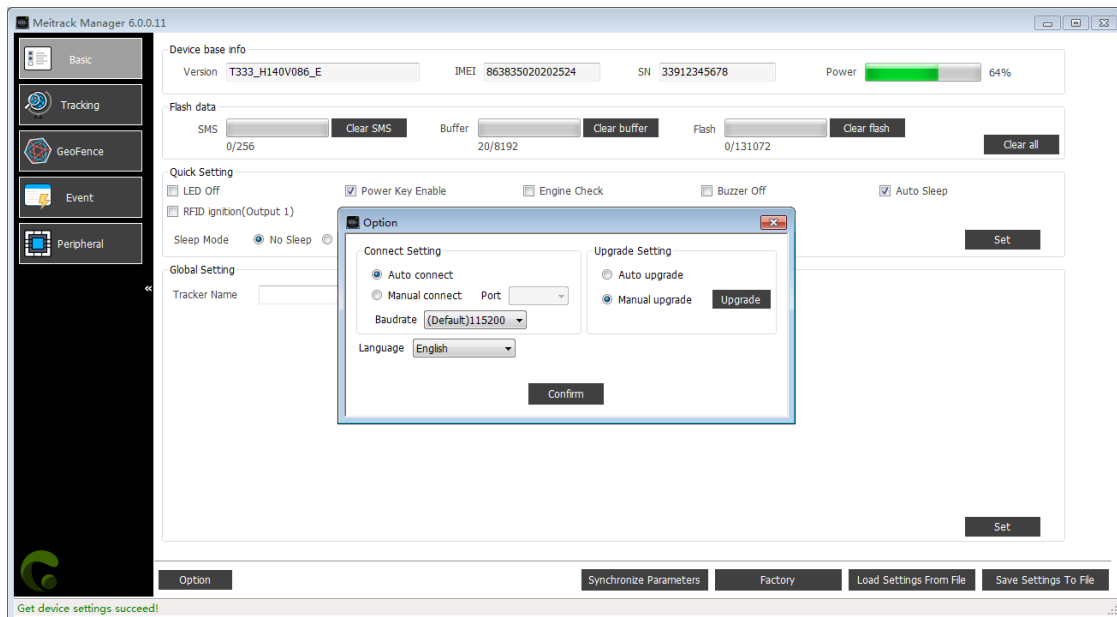 Meitrack Manager 6.0.0.11
Basic
Tracking
GeoFence
Event
Peripheral
«
Device base info
Version T333_H140V086_E IMEI 863835020202524 SN 33912345678 Power 64%
Flash data
SMS Clear SMS Buffer Clear buffer Flash Clear flash
0/256 20/8192 0/131072 Clear all
Quick Setting
LED Off Power Key Enable Engine Check Buzzer Off Auto Sleep
RFID ignition(Output 1)
Sleep Mode No Sleep Set
Global Setting
Tracker Name
Option
Connect Setting Upgrade Setting
Auto connect Auto upgrade
Manual connect Port Manual upgrade Upgrade
Baudrate (Default)115200
Language English
Confirm
Set
Option Synchronize Parameters Factory Load Settings From File Save Settings To File
Get device settings succeed!